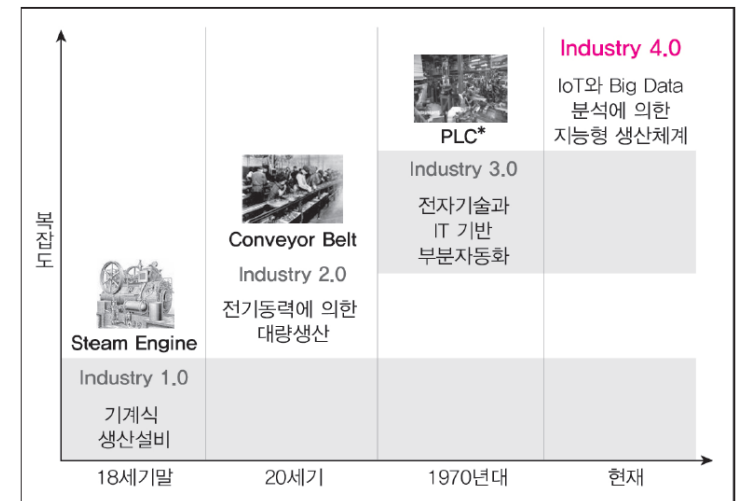 Industry 4.0
IoT와 Big Data
분석에 의한
지능형 생산체계
PLC*
Industry 3.0
전자기술과
IT 기반
부분자동화
Conveyor Belt
Industry 2.0
전기동력에 의한
대량생산
Steam Engine
Industry 1.0
기계식
생산설비
복잡도
18세기말
20세기
1970년대
현재